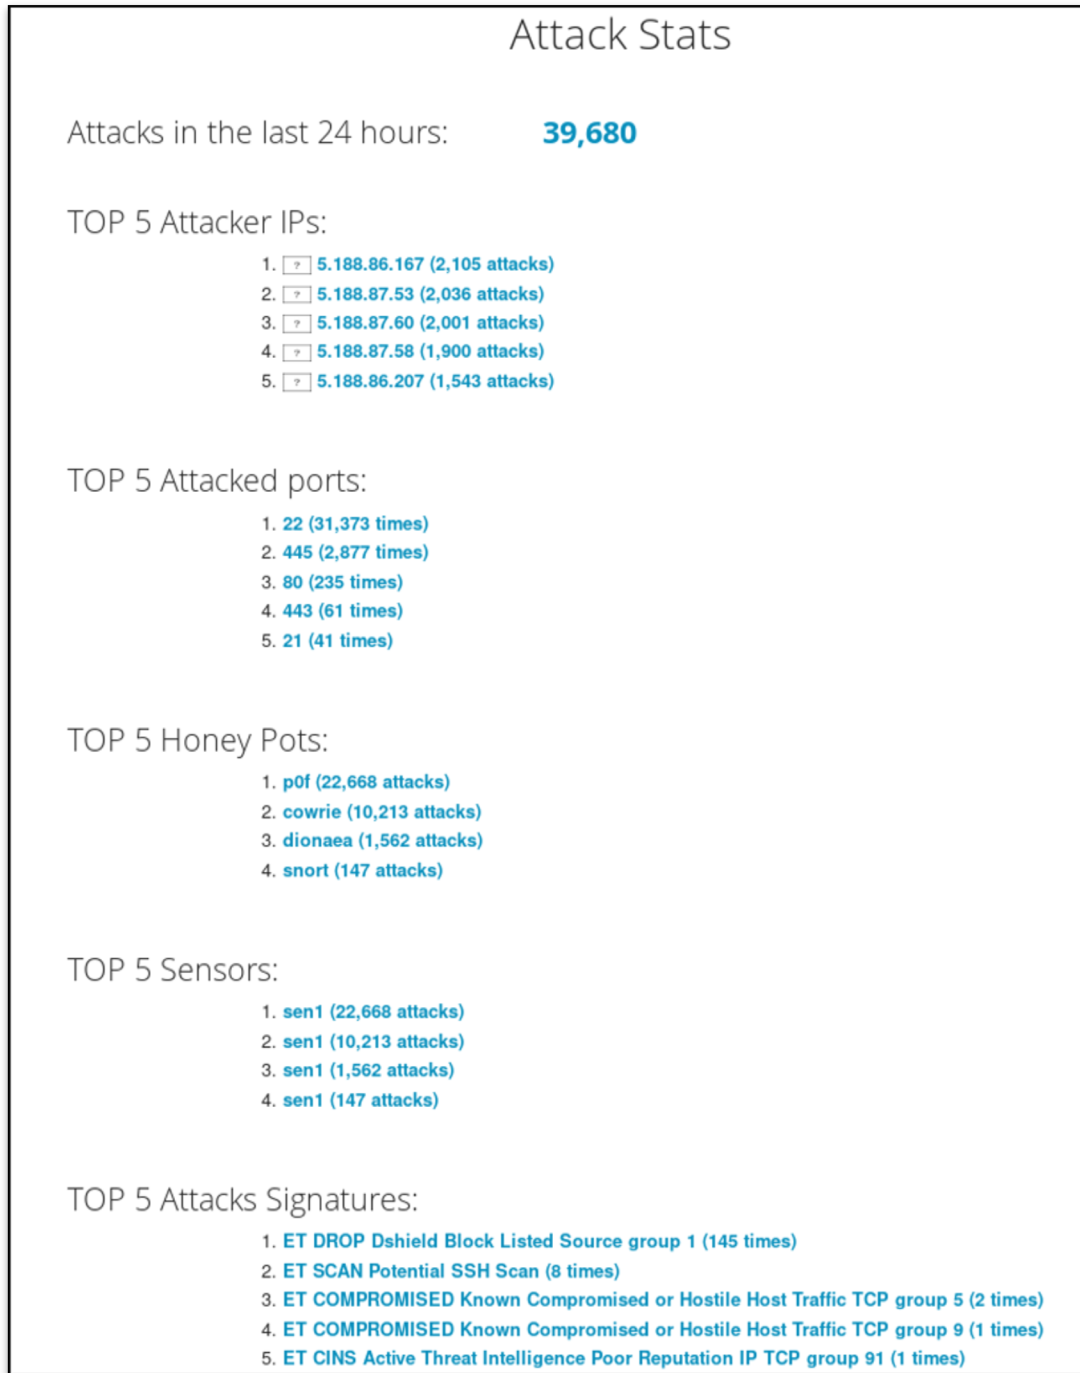 Attack Stats
Attacks in the last 24 hours: 39,680
TOP 5 Attacker IPs:
1. ? 5.188.86.167 (2,105 attacks)
2. ? 5.188.87.53 (2,036 attacks)
3. ? 5.188.87.60 (2,001 attacks)
4. ? 5.188.87.58 (1,900 attacks)
5. ? 5.188.86.207 (1,543 attacks)
TOP 5 Attacked ports:
1. 22 (31,373 times)
2. 445 (2,877 times)
3. 80 (235 times)
4. 443 (61 times)
5. 21 (41 times)
TOP 5 Honey Pots:
1. p0f (22,668 attacks)
2. cowrie (10,213 attacks)
3. dionaea (1,562 attacks)
4. snort (147 attacks)
TOP 5 Sensors:
1. sen1 (22,668 attacks)
2. sen1 (10,213 attacks)
3. sen1 (1,562 attacks)
4. sen1 (147 attacks)
TOP 5 Attacks Signatures:
1. ET DROP Dshield Block Listed Source group 1 (145 times)
2. ET SCAN Potential SSH Scan (8 times)
3. ET COMPROMISED Known Compromised or Hostile Host Traffic TCP group 5 (2 times)
4. ET COMPROMISED Known Compromised or Hostile Host Traffic TCP group 9 (1 times)
5. ET CINS Active Threat Intelligence Poor Reputation IP TCP group 91 (1 times)